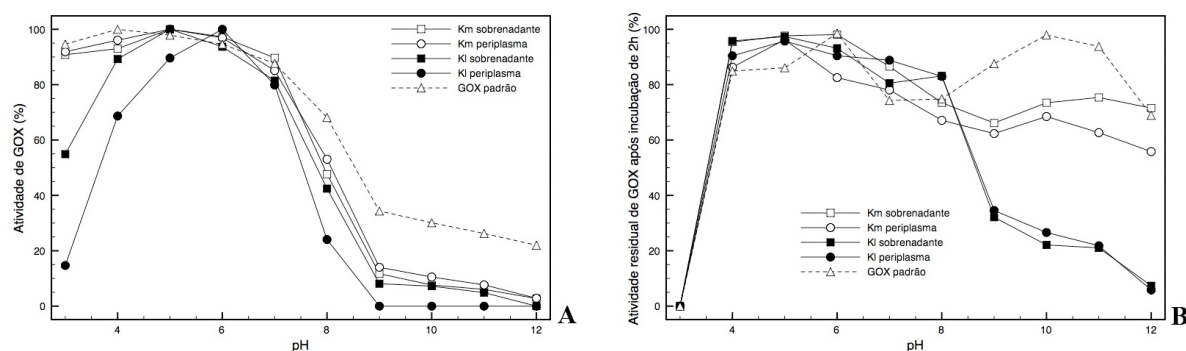 Atividade de GOX (%)
100
80
60
40
20
0
Km sobrenadante
Km periplasma
Kl sobrenadante
Kl periplasma
GOX padrão
4
6
8
10
12
pH
A
Atividade residual de GOX após incubação de 2h (%)
100
80
60
40
20
0
Km sobrenadante
Km periplasma
Kl sobrenadante
Kl periplasma
GOX padrão
4
6
8
10
12
pH
B